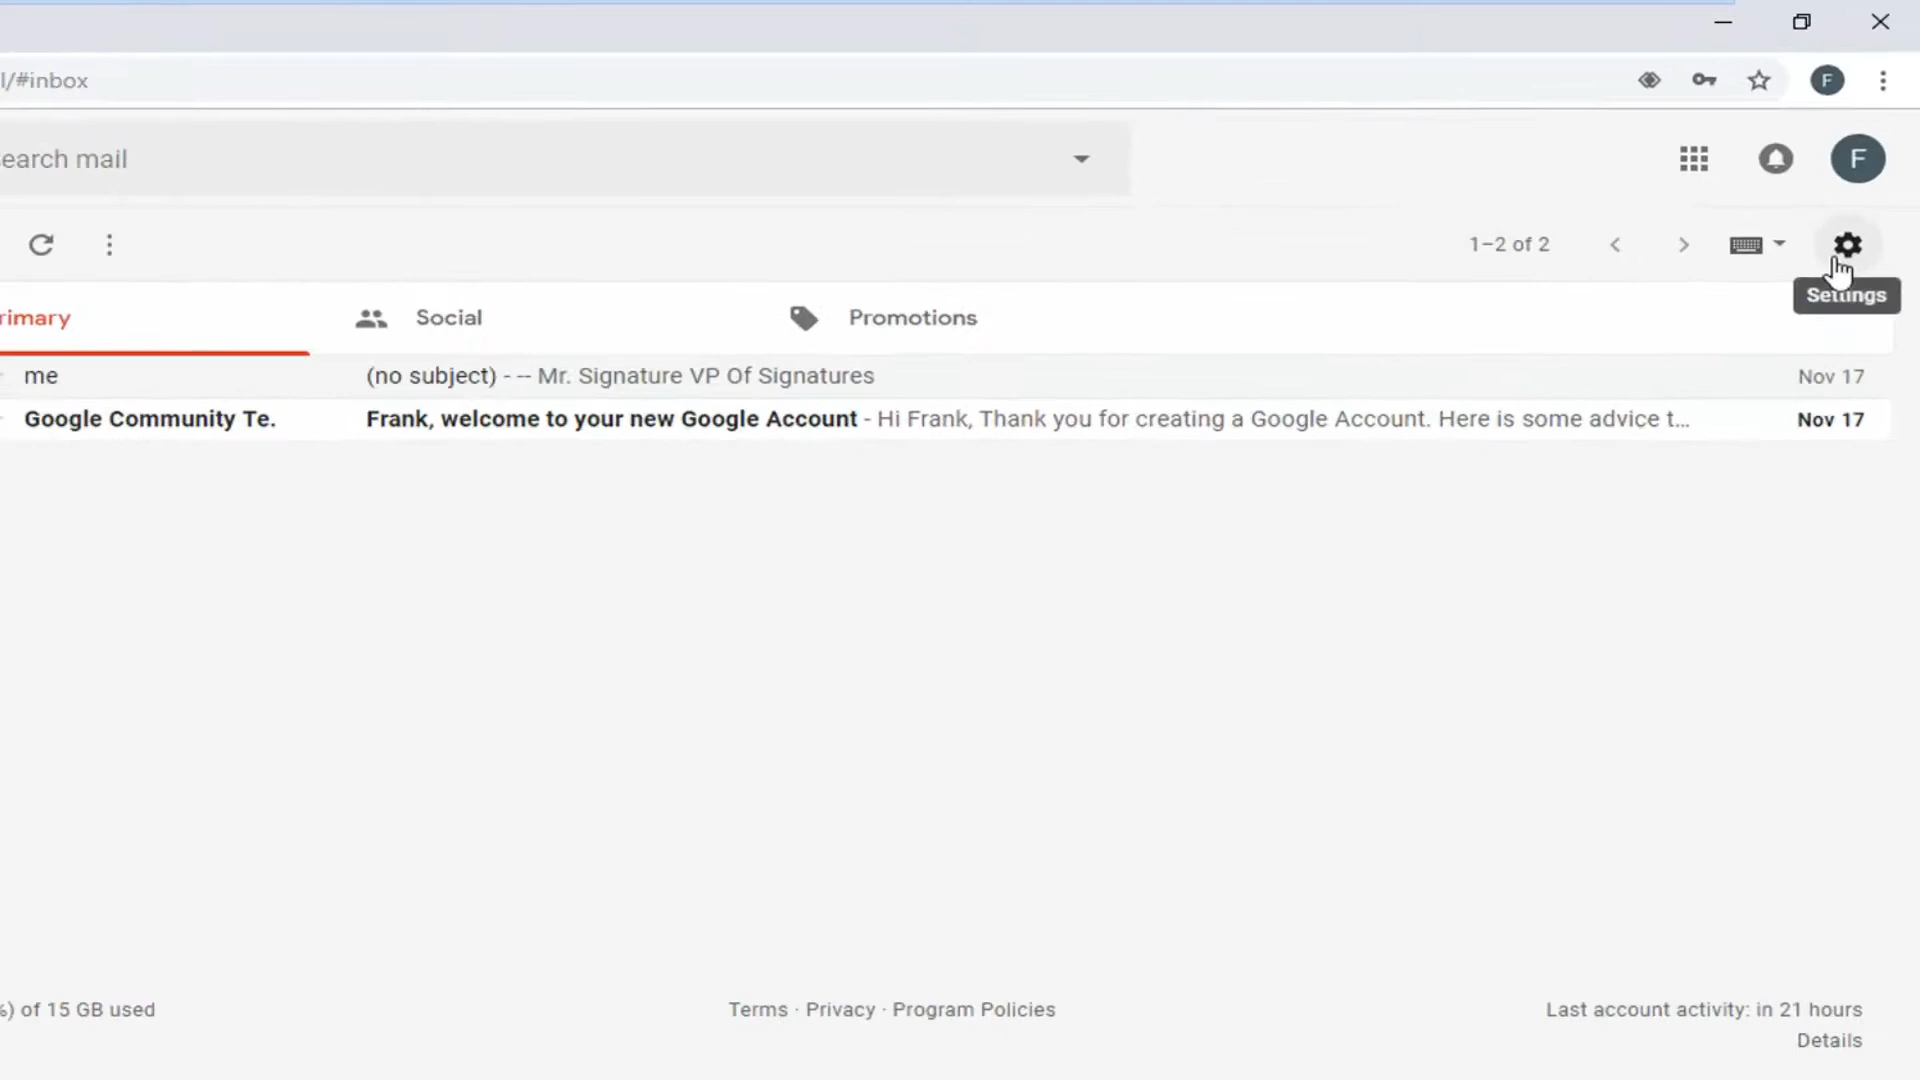 l/#inbox
F
earch mail
F
1–2 of 2
Settings
rimary
Social
Promotions
me
(no subject) - -- Mr. Signature VP Of Signatures
Nov 17
Google Community Te.
Frank, welcome to your new Google Account - Hi Frank, Thank you for creating a Google Account. Here is some advice t...
Nov 17
%) of 15 GB used
Terms · Privacy · Program Policies
Last account activity: in 21 hours
Details